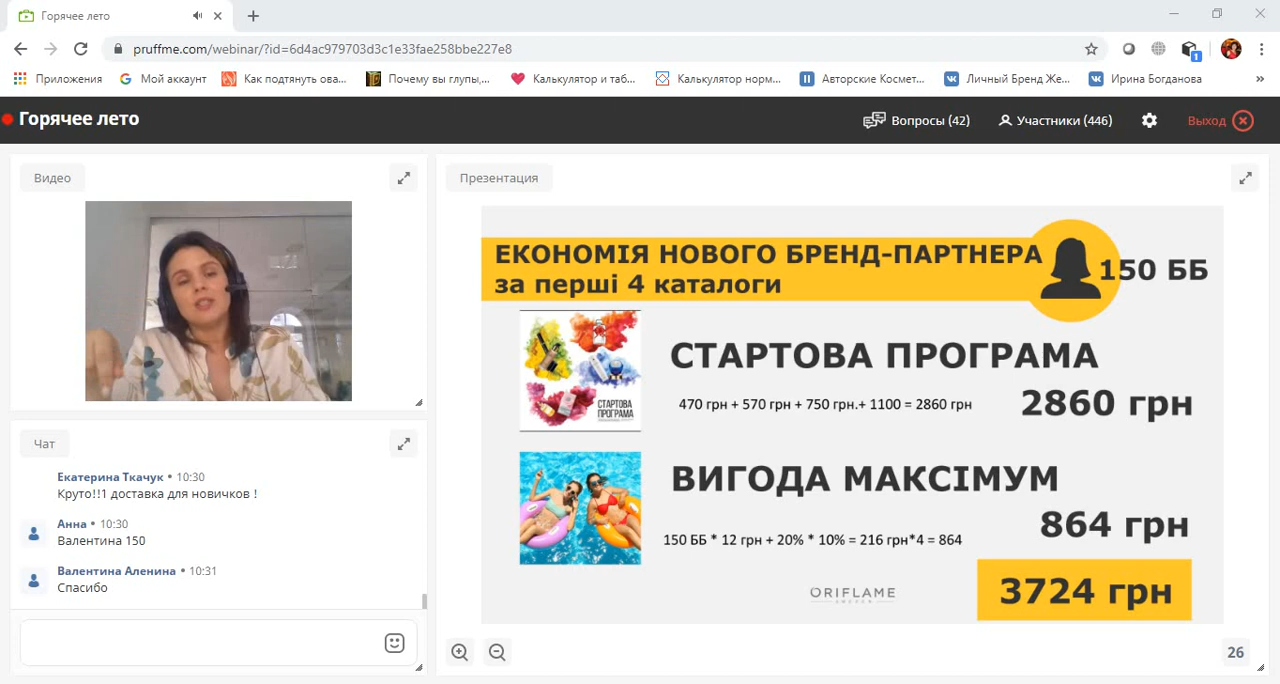 Горячее лето
pruffme.com/webinar/?id=6d4ac979703d3c1e33fae258bbe227e8
Приложения
Мой аккаунт
Как подтянуть ова...
Почему вы глупы,...
Калькулятор и таб...
Калькулятор норм...
Авторские Космет...
Личный Бренд Же...
Ирина Богданова
»
1
Горячее лето
Вопросы (42)
Участники (446)
Выход
Видео
Презентация
ЕКОНОМІЯ НОВОГО БРЕНД-ПАРТНЕРА
за перші 4 каталоги
150 ББ
СТАРТОВА
ПРОГРАМА
СТАРТОВА ПРОГРАМА
470 грн + 570 грн + 750 грн.+ 1100 = 2860 грн
2860 грн
ВИГОДА МАКСІМУМ
864 грн
150 ББ * 12 грн + 20% * 10% = 216 грн*4 = 864
ORIFLAME
SWEDEN
3724 грн
26
Чат
Екатерина Ткачук • 10:30
Круто!!1 доставка для новичков !
Анна • 10:30
Валентина 150
Валентина Аленина • 10:31
Спасибо